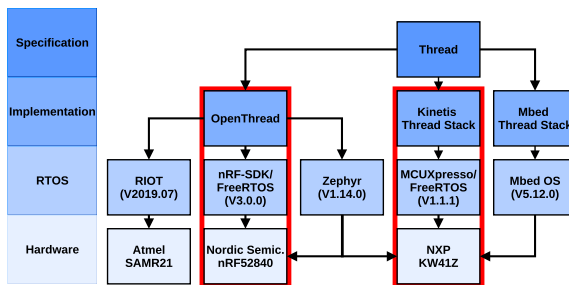 Specification
Thread
Implementation
OpenThread
Kinetis
Thread Stack
Mbed
Thread Stack
RTOS
RIOT
(V2019.07)
nRF-SDK/
FreeRTOS
(V3.0.0)
Zephyr
(V1.14.0)
MCUXpresso/
FreeRTOS
(V1.1.1)
Mbed OS
(V5.12.0)
Hardware
Atmel
SAMR21
Nordic Semic.
nRF52840
NXP
KW41Z